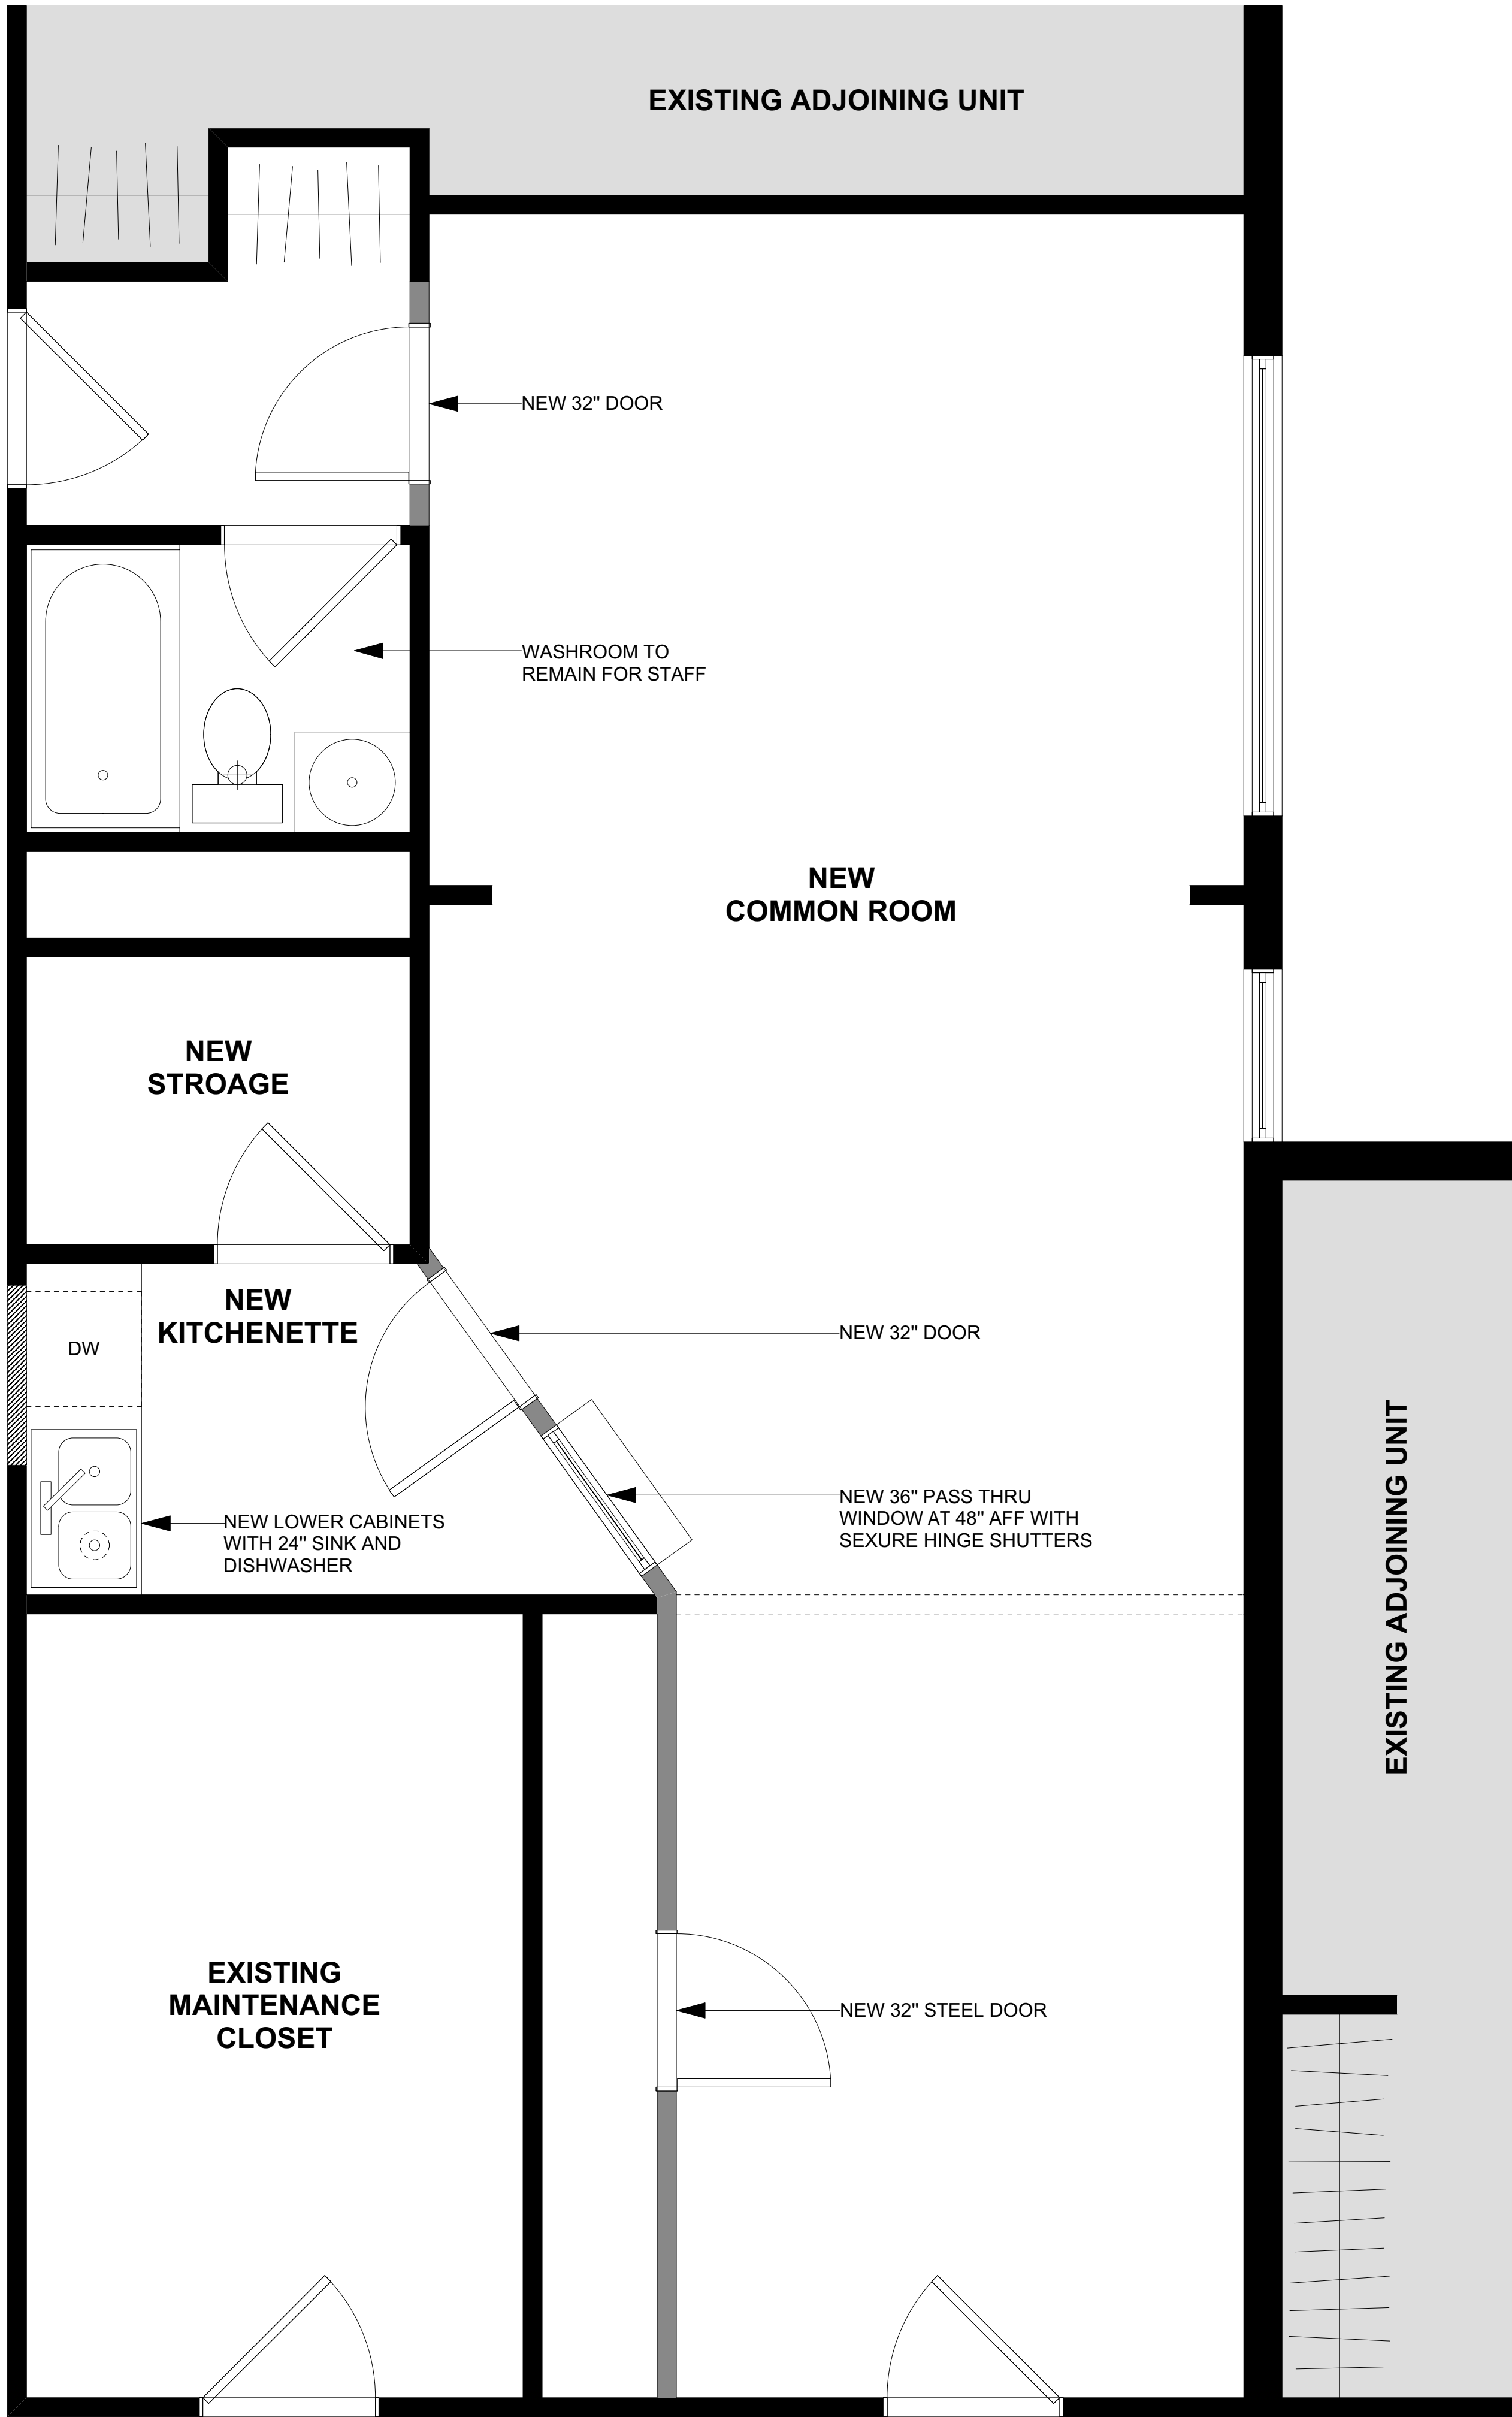 EXISTING ADJOINING UNIT
NEW 32" DOOR
WASHROOM TO
REMAIN FOR STAFF
NEW
COMMON ROOM
NEW
STROAGE
NEW
KITCHENETTE
DW
NEW 32" DOOR
NEW 36" PASS THRU
WINDOW AT 48" AFF WITH
SEXURE HINGE SHUTTERS
NEW LOWER CABINETS
WITH 24" SINK AND
DISHWASHER
EXISTING ADJOINING UNIT
EXISTING
MAINTENANCE
CLOSET
NEW 32" STEEL DOOR